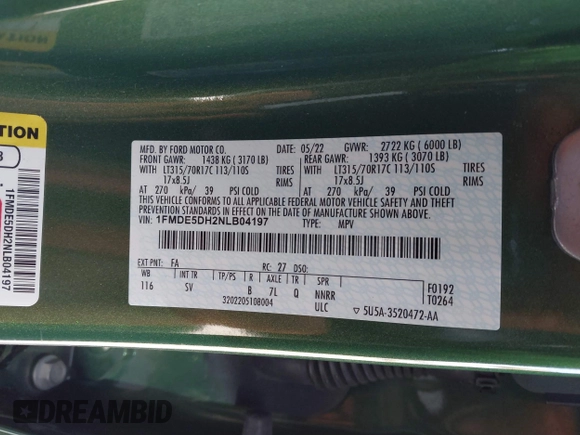 MFD. BY FORD MOTOR CO. 05/22 GVWR: 2722 KG ( 6000 LB)
FRONT GAWR: 1438 KG ( 3170 LB) REAR GAWR: 1393 KG ( 3070 LB)
WITH LT315/70R17C 113/110S TIRES WITH LT315/70R17C 113/110S TIRES
17x8.5J RIMS 17x8.5J RIMS
AT 270 kPa/ 39 PSI COLD AT 270 kPa/ 39 PSI COLD
THIS VEHICLE CONFORMS TO ALL APPLICABLE FEDERAL MOTOR VEHICLE SAFETY AND THEFT PREVENTION STANDARDS IN EFFECT ON THE DATE OF MANUFACTURE SHOWN ABOVE.
VIN: 1FMDE5DH2NLB04197 TYPE: MPV
EXT PNT: FA RC: 27 DSO:
WB INT TR TP/PS R AXLE TR SPR
116 SV B 7L Q NNRR
F0192
T0264
3202205108004 ULC 5U5A-3520472-AA
1FMDE5DH2NLB04197
DREAMBID